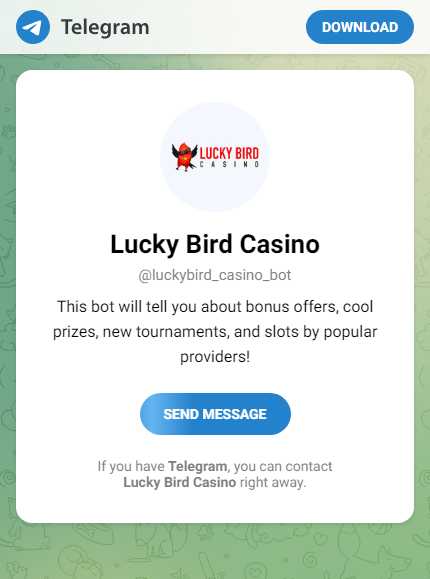 Telegram
DOWNLOAD
LUCKY BIRD
CASINO
Lucky Bird Casino
@luckybird_casino_bot
This bot will tell you about bonus offers, cool
prizes, new tournaments, and slots by popular
providers!
SEND MESSAGE
If you have Telegram, you can contact
Lucky Bird Casino right away.